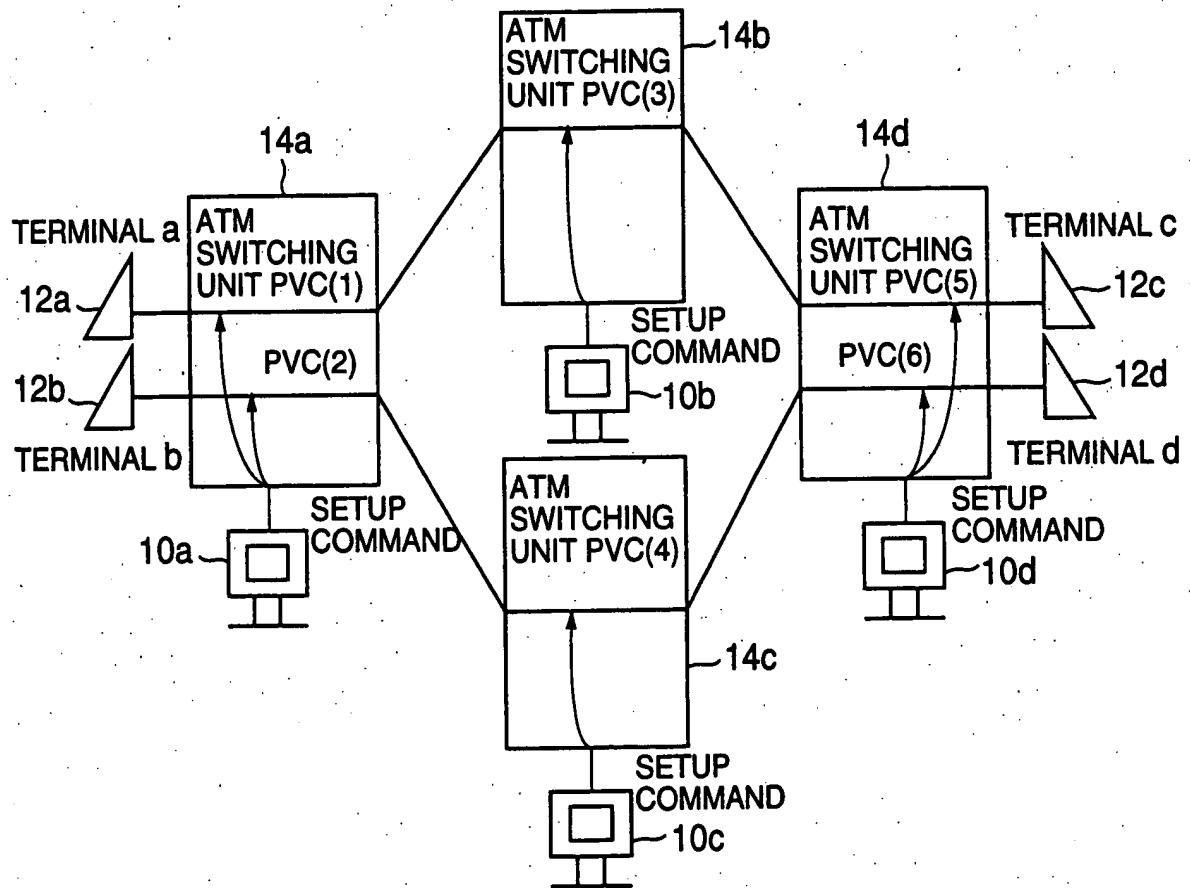 ATM
SWITCHING
UNIT PVC(3)
14b
14a
14d
TERMINAL a
ATM
SWITCHING
UNIT PVC(1)
ATM
SWITCHING
UNIT PVC(5)
TERMINAL c
12a
12c
SETUP
COMMAND
PVC(2)
PVC(6)
12b
12d
10b
TERMINAL b
TERMINAL d
ATM
SWITCHING
UNIT PVC(4)
SETUP
COMMAND
SETUP
COMMAND
10a
10d
14c
SETUP
COMMAND
10c